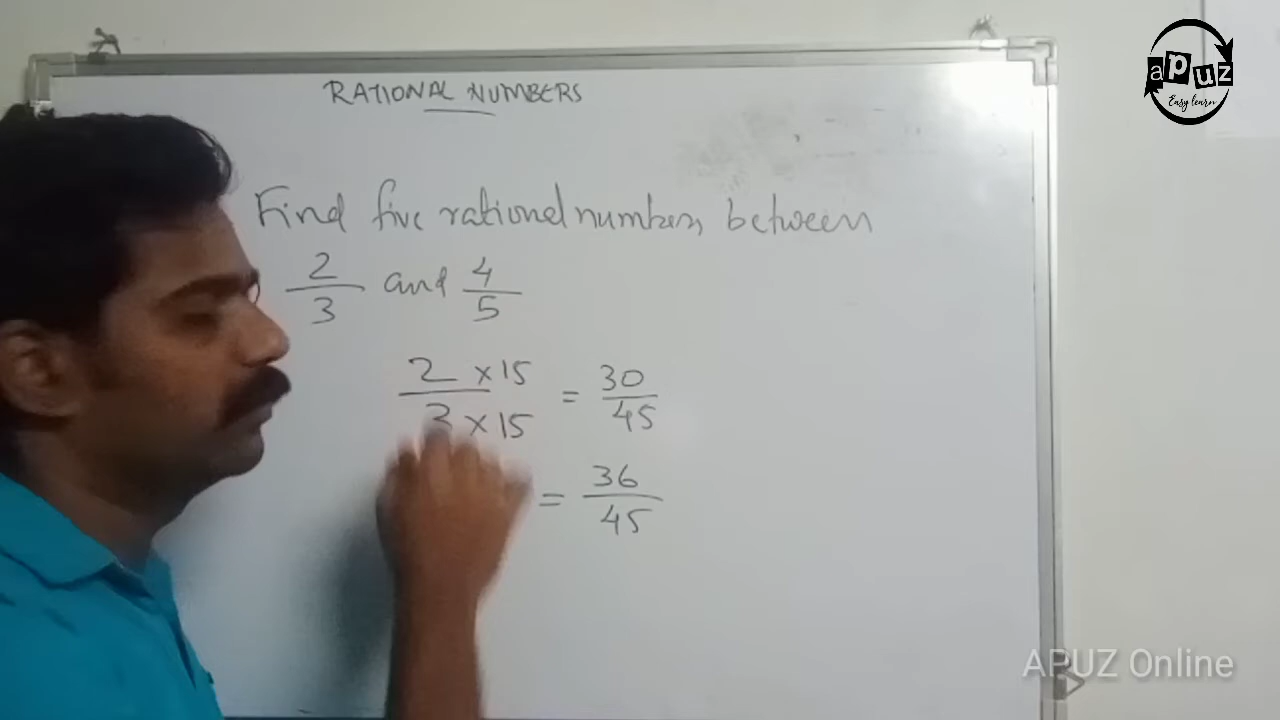 RATIONAL NUMBERS
Find five rational numbers between
2/3 and 4/5
2 × 15 / 3 × 15 = 30/45
= 36/45
apuz
Easy learn
APUZ Online